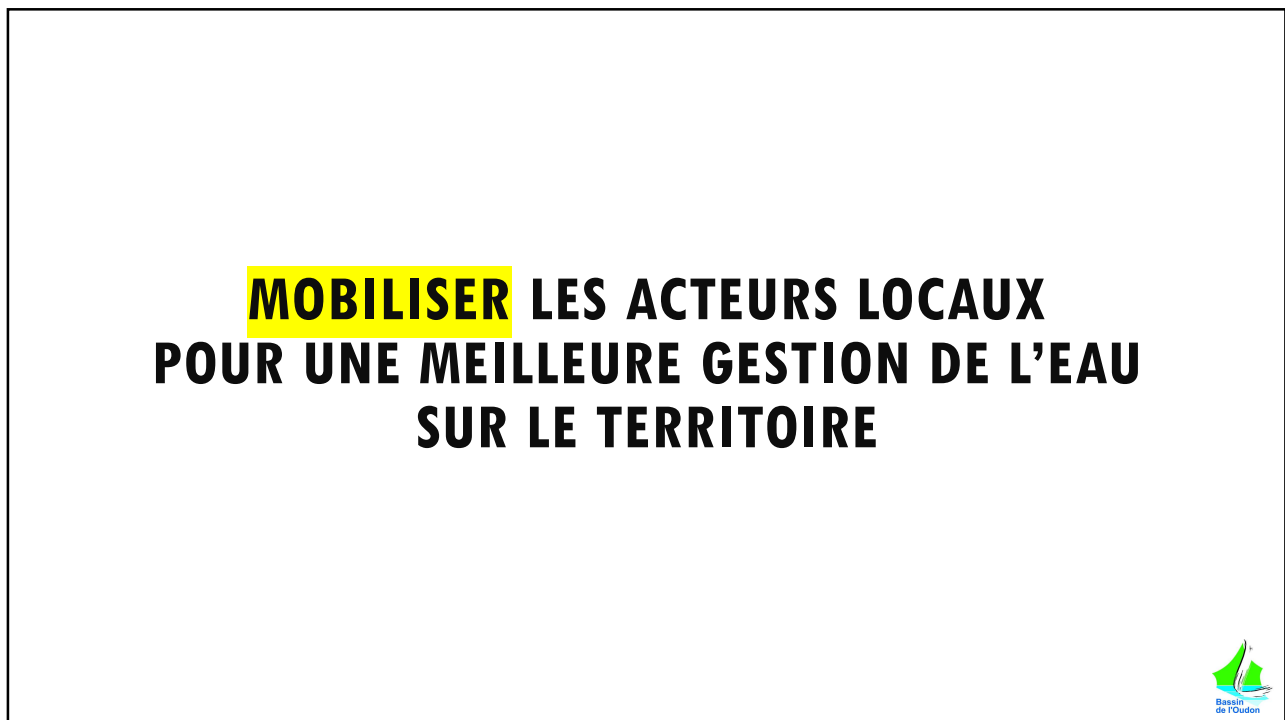 MOBILISER LES ACTEURS LOCAUX
POUR UNE MEILLEURE GESTION DE L’EAU
SUR LE TERRITOIRE
Bassin
de l'Oudon